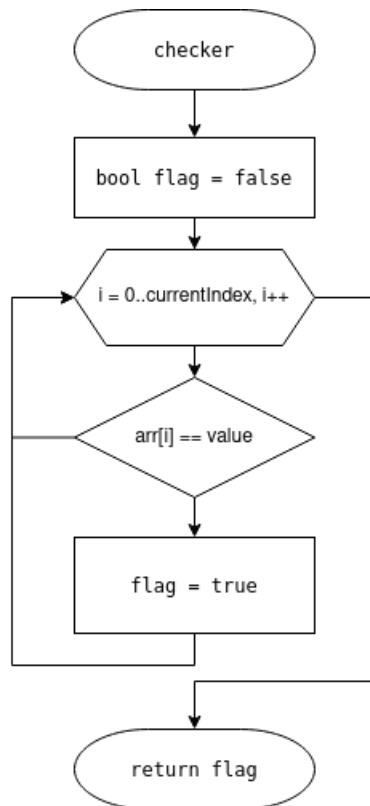 checker
bool flag = false
i = 0..currentIndex, i++
arr[i] == value
flag = true
return flag